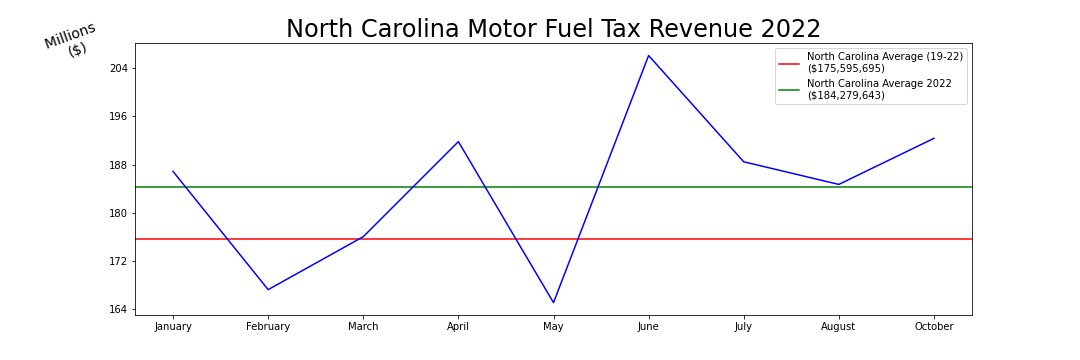 North Carolina Motor Fuel Tax Revenue 2022
Millions
($)
North Carolina Average (19-22)
($175,595,695)
North Carolina Average 2022
($184,279,643)
204
196
188
180
172
164
January February March April May June July August October